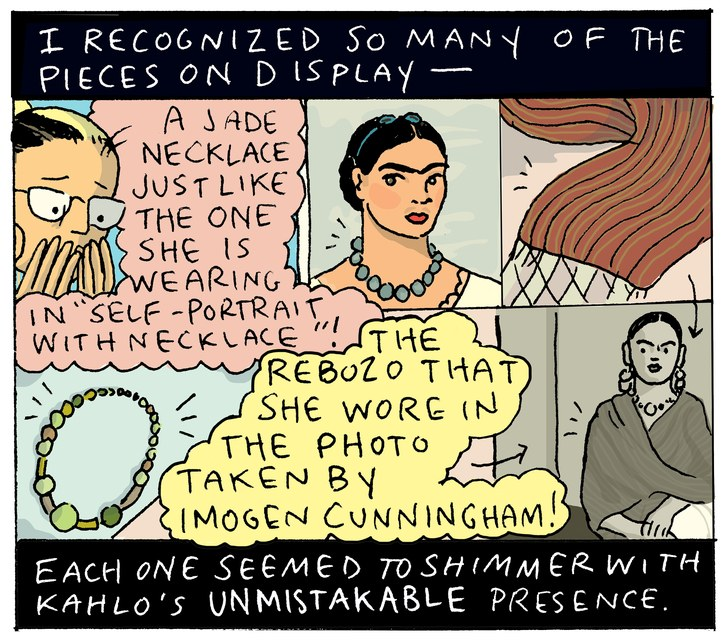 I RECOGNIZED SO MANY OF THE
PIECES ON DISPLAY —
A JADE
NECKLACE
JUST LIKE
THE ONE
SHE IS
WEARING
IN "SELF-PORTRAIT
WITH NECKLACE"!
THE
REBOZO THAT
SHE WORE IN
THE PHOTO
TAKEN BY
IMOGEN CUNNINGHAM!
EACH ONE SEEMED TO SHIMMER WITH
KAHLO'S UNMISTAKABLE PRESENCE.